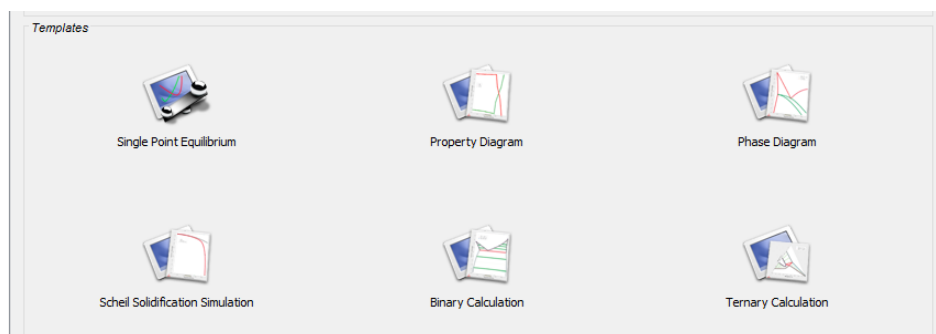 Templates
Single Point Equilibrium
Property Diagram
Phase Diagram
Scheil Solidification Simulation
Binary Calculation
Ternary Calculation